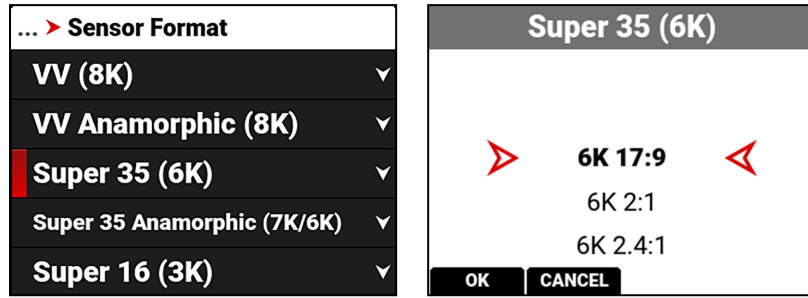 ... Sensor Format
VV (8K)
VV Anamorphic (8K)
Super 35 (6K)
Super 35 Anamorphic (7K/6K)
Super 16 (3K)
Super 35 (6K)
6K 17:9
6K 2:1
6K 2.4:1
OK CANCEL